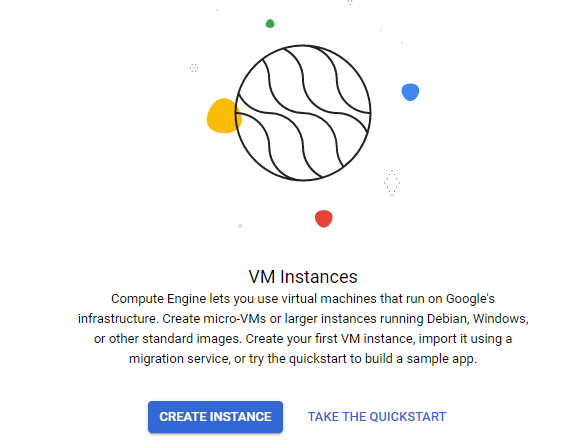 VM Instances
Compute Engine lets you use virtual machines that run on Google's
infrastructure. Create micro-VMs or larger instances running Debian, Windows,
or other standard images. Create your first VM instance, import it using a
migration service, or try the quickstart to build a sample app.
CREATE INSTANCE
TAKE THE QUICKSTART